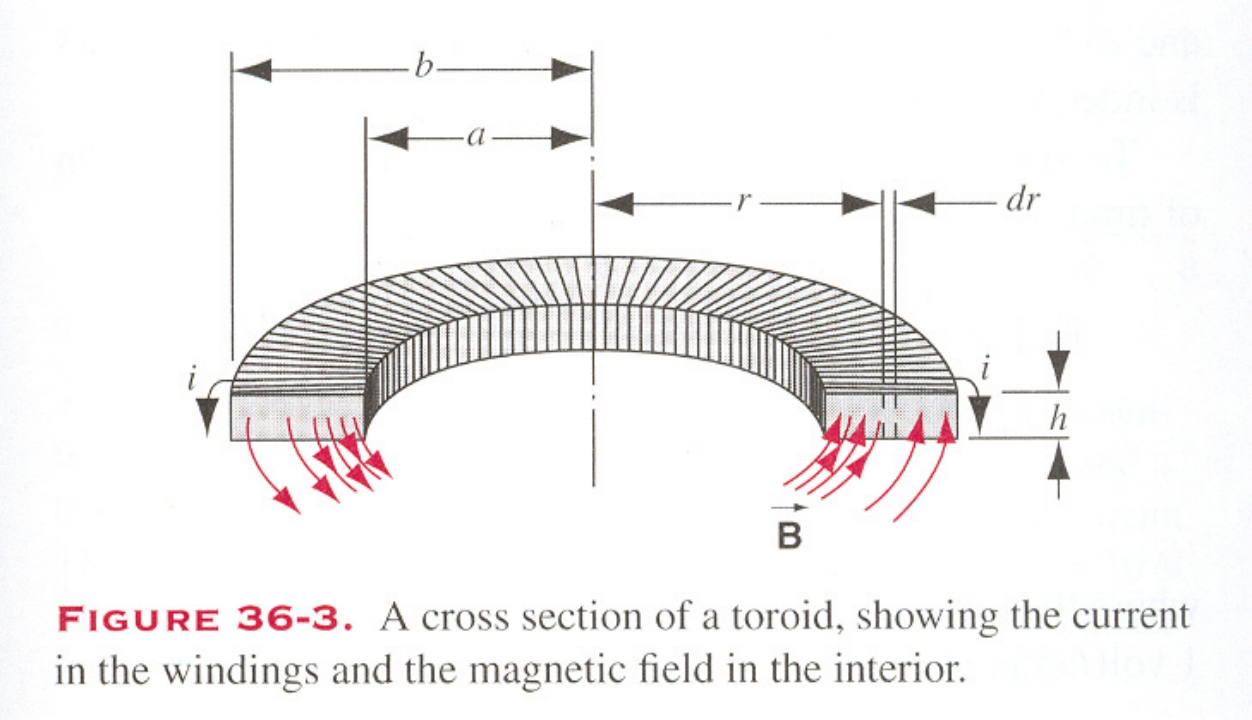 b
a
r
dr
i
i
h
B
FIGURE 36-3. A cross section of a toroid, showing the current
in the windings and the magnetic field in the interior.